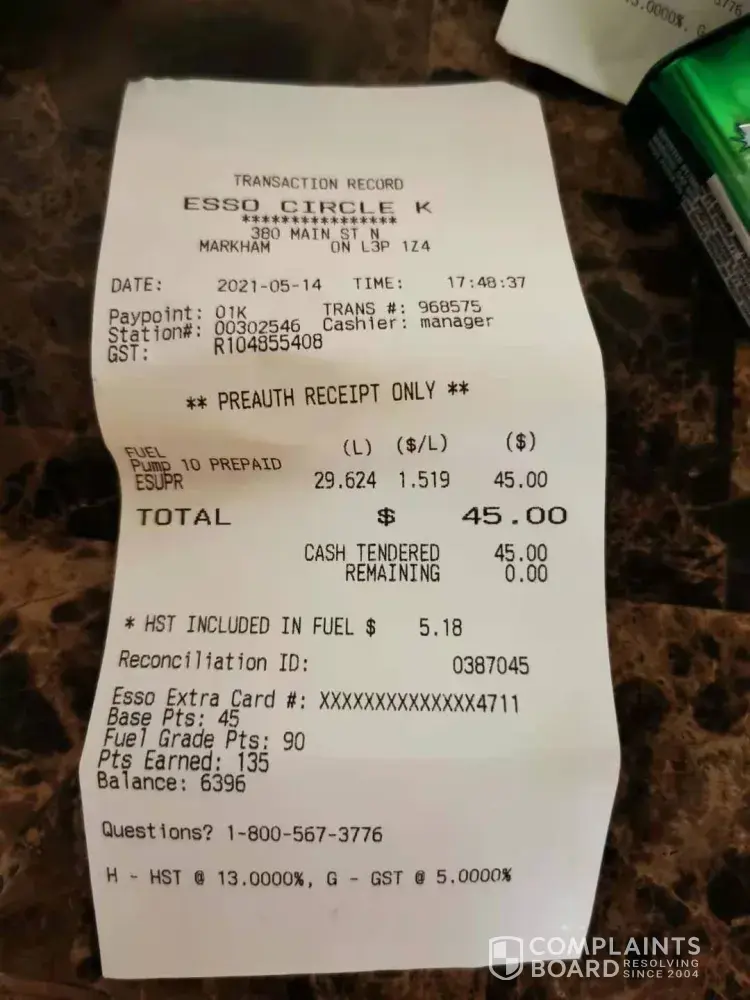 3776
13.0000%, G
TRANSACTION RECORD
ESSO CIRCLE K
****************
380 MAIN ST N
MARKHAM ON L3P 1Z4
DATE: 2021-05-14 TIME: 17:48:37
Paypoint: 01K TRANS #: 968575
Station#: 00302546 Cashier: manager
GST: R104855408
** PREAUTH RECEIPT ONLY **
FUEL (L) ($/L) ($)
Pump 10 PREPAID
ESUPR 29.624 1.519 45.00
TOTAL $ 45.00
CASH TENDERED 45.00
REMAINING 0.00
* HST INCLUDED IN FUEL $ 5.18
Reconciliation ID: 0387045
Esso Extra Card #: XXXXXXXXXXXXXX4711
Base Pts: 45
Fuel Grade Pts: 90
Pts Earned: 135
Balance: 6396
Questions? 1-800-567-3776
H - HST @ 13.0000%, G - GST @ 5.0000%
COMPLAINTS
BOARD RESOLVING
SINCE 2004